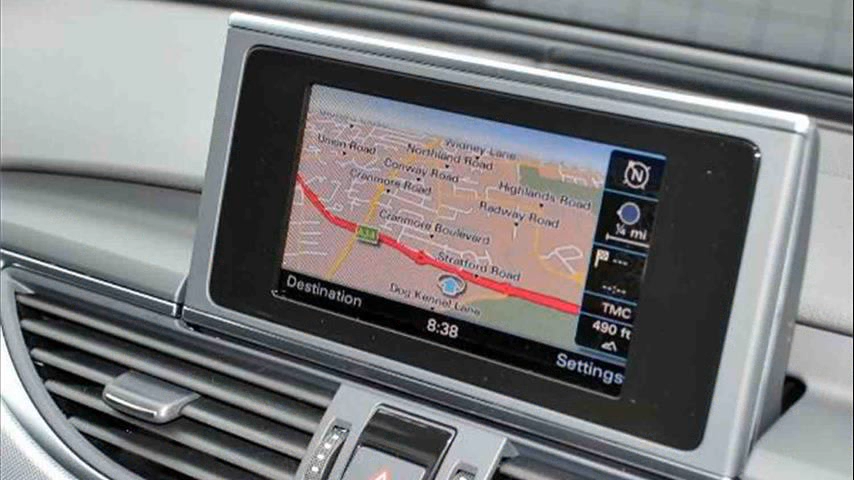 Widney Lane
Union Road
Northland Road
Conway Road
Cranmore Road
Highlands Road
Radway Road
Cranmore Boulevard
A34
Stratford Road
Dog Kennel Lane
N
¼ mi
---
--:--
TMC
490 ft
Destination
8:38
Settings